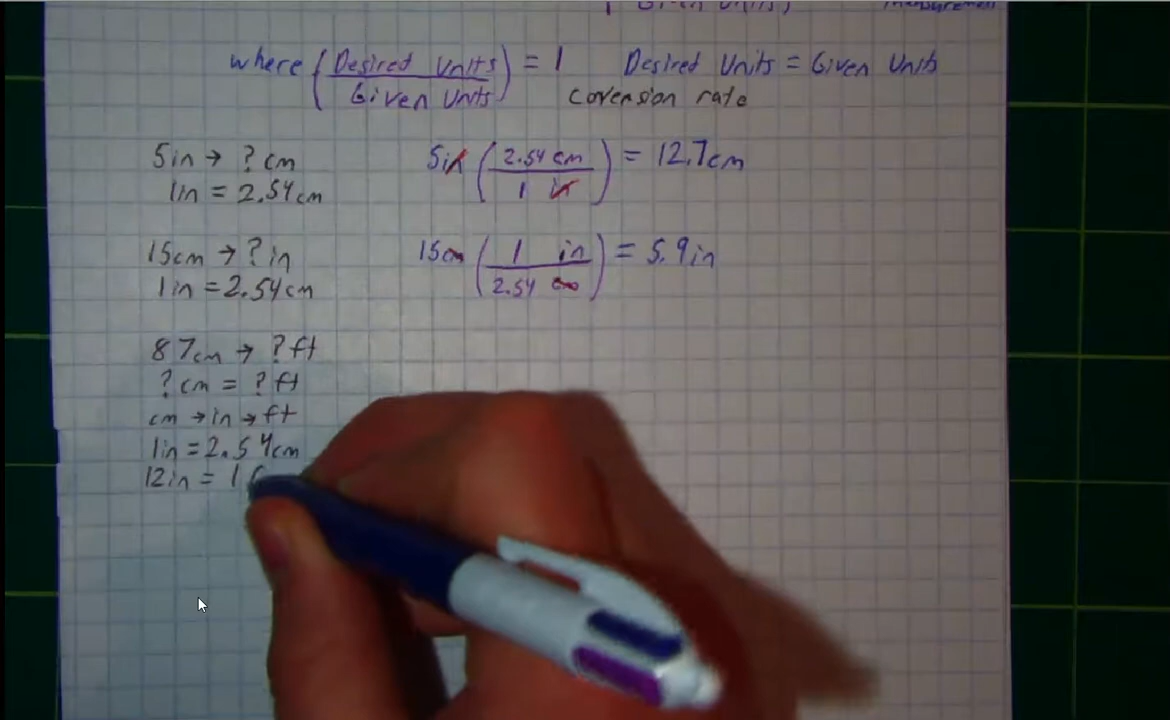 where (Desired Units / Given Units) = 1 Desired Units = Given Units
covension rate
5in → ? cm 5in (2.54 cm / 1 in) = 12.7cm
1in = 2.54cm
15cm → ? in 15cm (1 in / 2.54 cm) = 5.9in
1in = 2.54cm
87cm → ? ft
? cm = ? ft
cm → in → ft
1in = 2.54cm
12in = 1